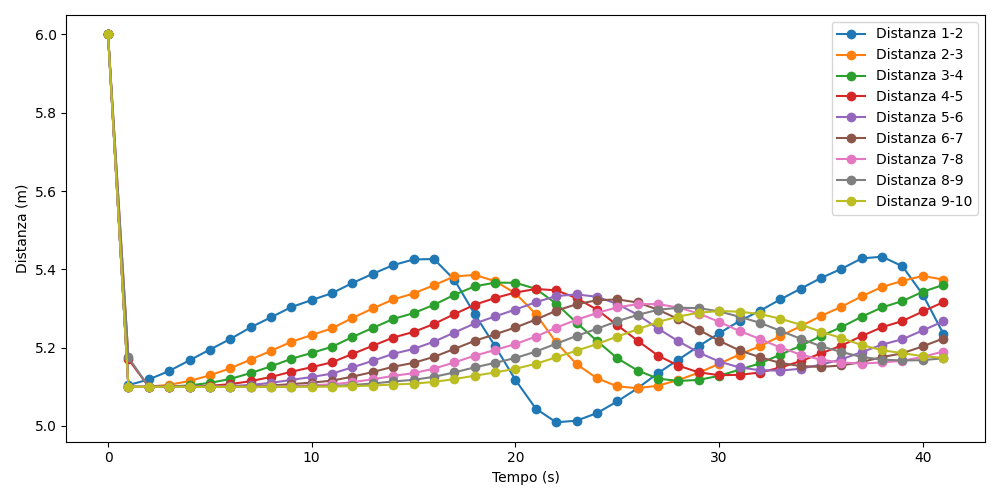 Distanza 1-2
Distanza 2-3
Distanza 3-4
Distanza 4-5
Distanza 5-6
Distanza 6-7
Distanza 7-8
Distanza 8-9
Distanza 9-10
Distanza (m)
6.0
5.8
5.6
5.4
5.2
5.0
0 10 20 30 40
Tempo (s)